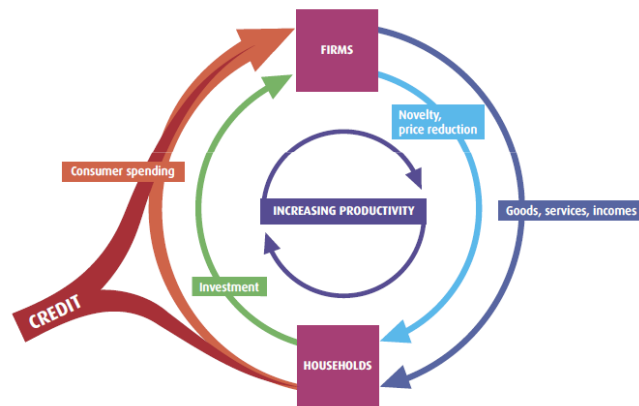 FIRMS
Novelty,
price reduction
Consumer spending
INCREASING PRODUCTIVITY
Goods, services, incomes
Investment
CREDIT
HOUSEHOLDS